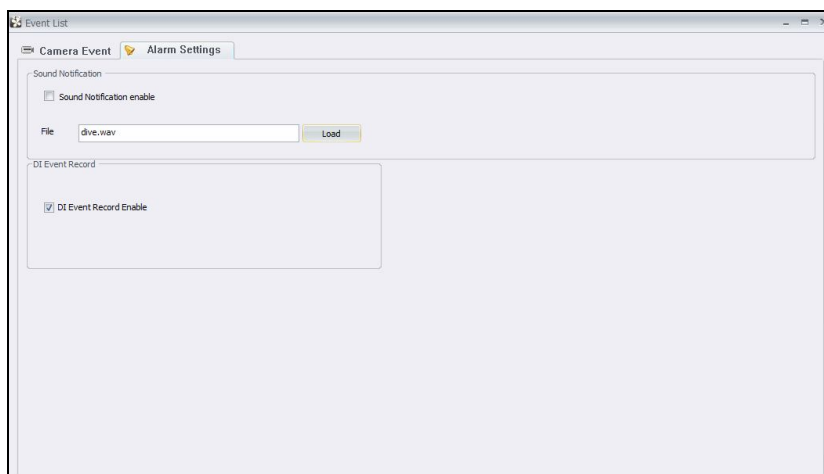 Event List
Camera Event Alarm Settings
Sound Notification
Sound Notification enable
File dive.wav Load
DI Event Record
DI Event Record Enable